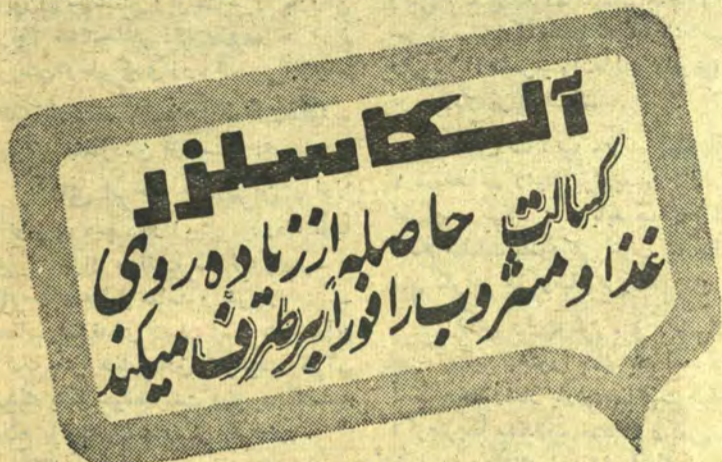 آلکاسلزر
کسالت حاصله از زیاده روی
غذا و مشروب را فوراً برطرف میکند